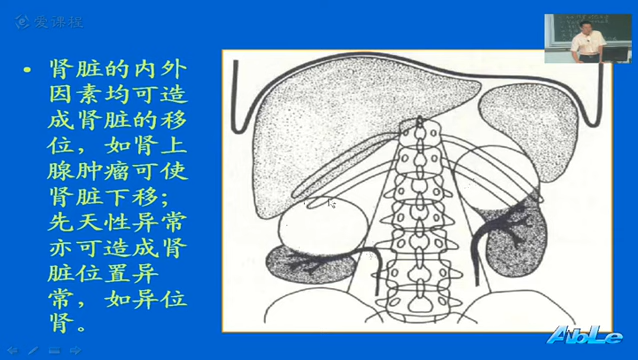 爱课程
• 肾脏的内外
因素均可造
成肾脏的移
位，如肾上
腺肿瘤可使
肾脏下移；
先天性异常
亦可造成肾
脏位置异
常，如异位
肾。
AbLe